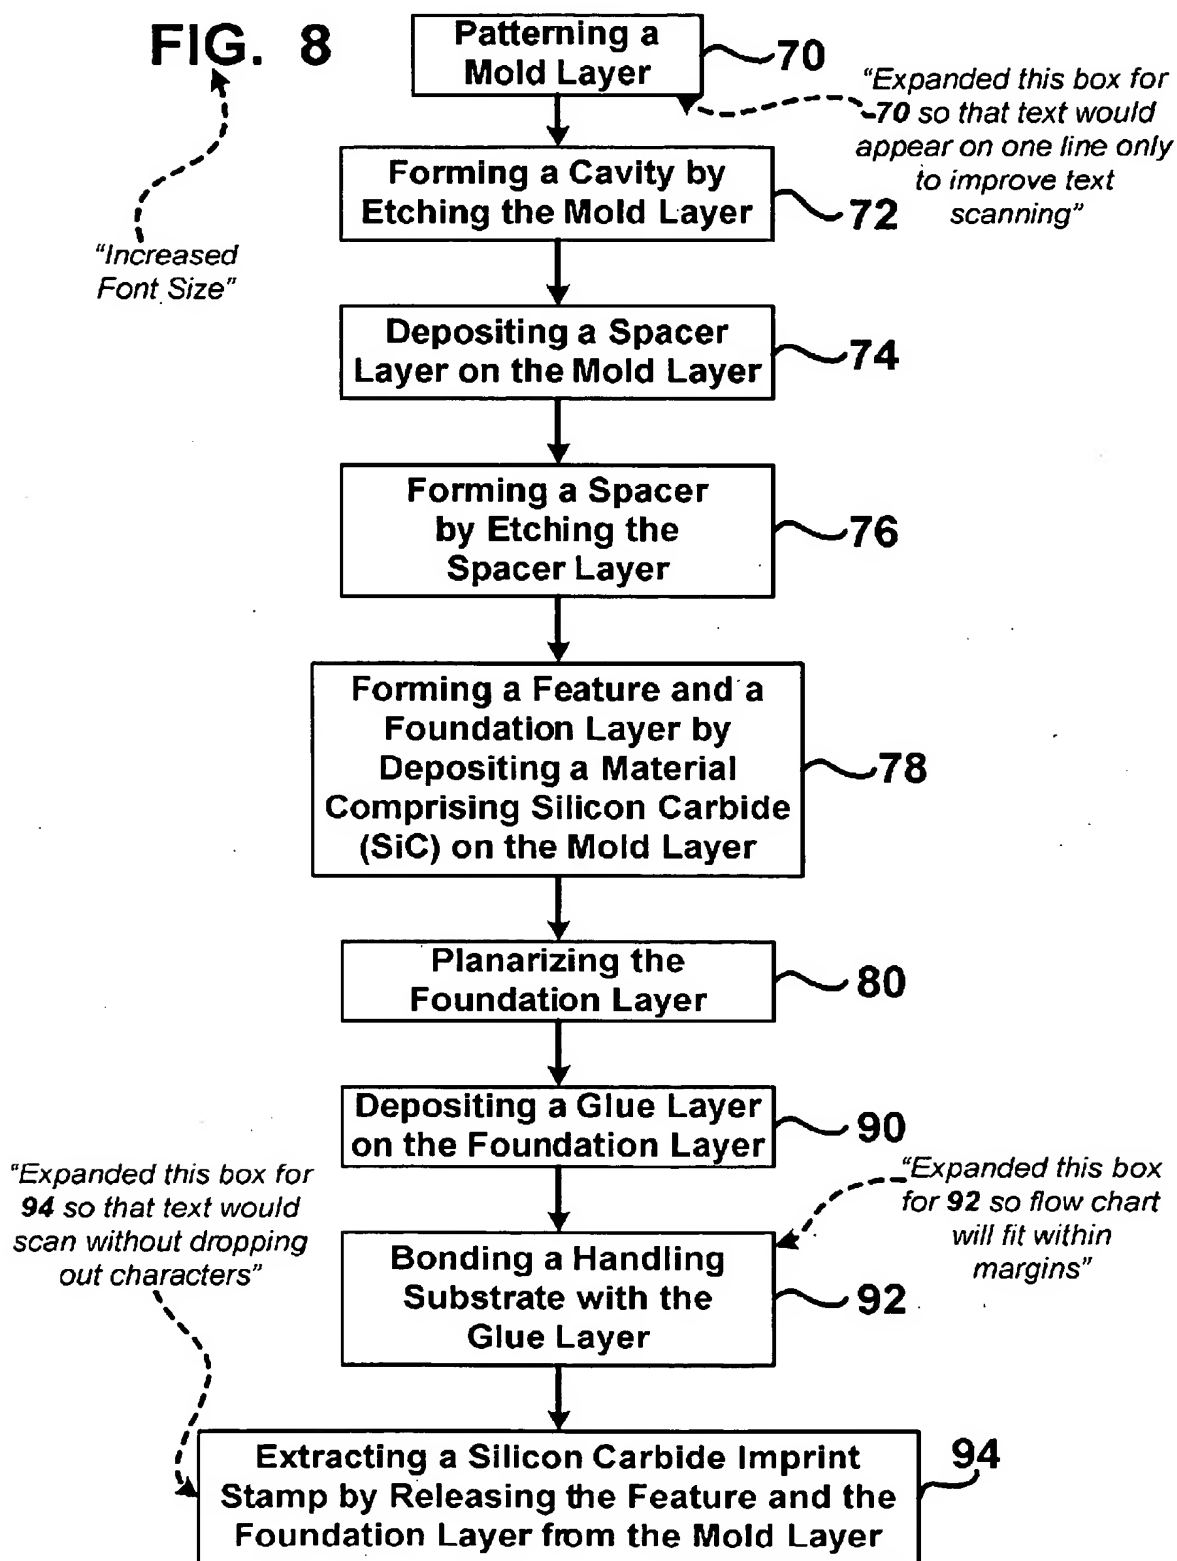 FIG. 8
Patterning a
Mold Layer
70
"Expanded this box for
70 so that text would
appear on one line only
to improve text
scanning"
Forming a Cavity by
Etching the Mold Layer
72
"Increased
Font Size"
Depositing a Spacer
Layer on the Mold Layer
74
Forming a Spacer
by Etching the
Spacer Layer
76
Forming a Feature and a
Foundation Layer by
Depositing a Material
Comprising Silicon Carbide
(SiC) on the Mold Layer
78
Planarizing the
Foundation Layer
80
Depositing a Glue Layer
on the Foundation Layer
90
"Expanded this box for
94 so that text would
scan without dropping
out characters"
"Expanded this box
for 92 so flow chart
will fit within
margins"
Bonding a Handling
Substrate with the
Glue Layer
92
Extracting a Silicon Carbide Imprint
Stamp by Releasing the Feature and the
Foundation Layer from the Mold Layer
94